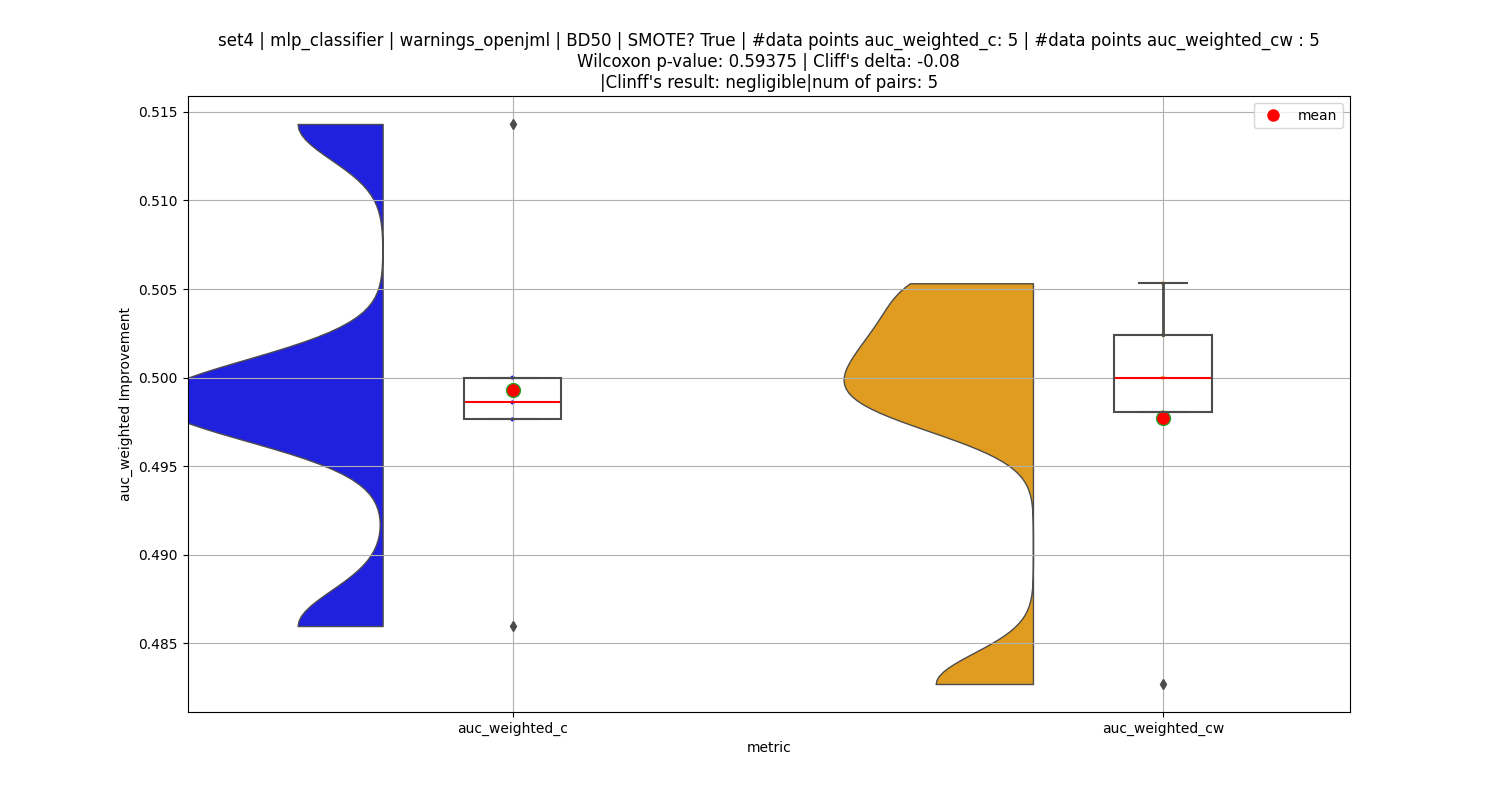 set4 | mlp_classifier | warnings_openjml | BD50 | SMOTE? True | #data points auc_weighted_c: 5 | #data points auc_weighted_cw : 5
Wilcoxon p-value: 0.59375 | Cliff's delta: -0.08
|Clinff's result: negligible|num of pairs: 5
mean
0.515
0.510
0.505
0.500
0.495
0.490
0.485
auc_weighted Improvement
auc_weighted_c
auc_weighted_cw
metric